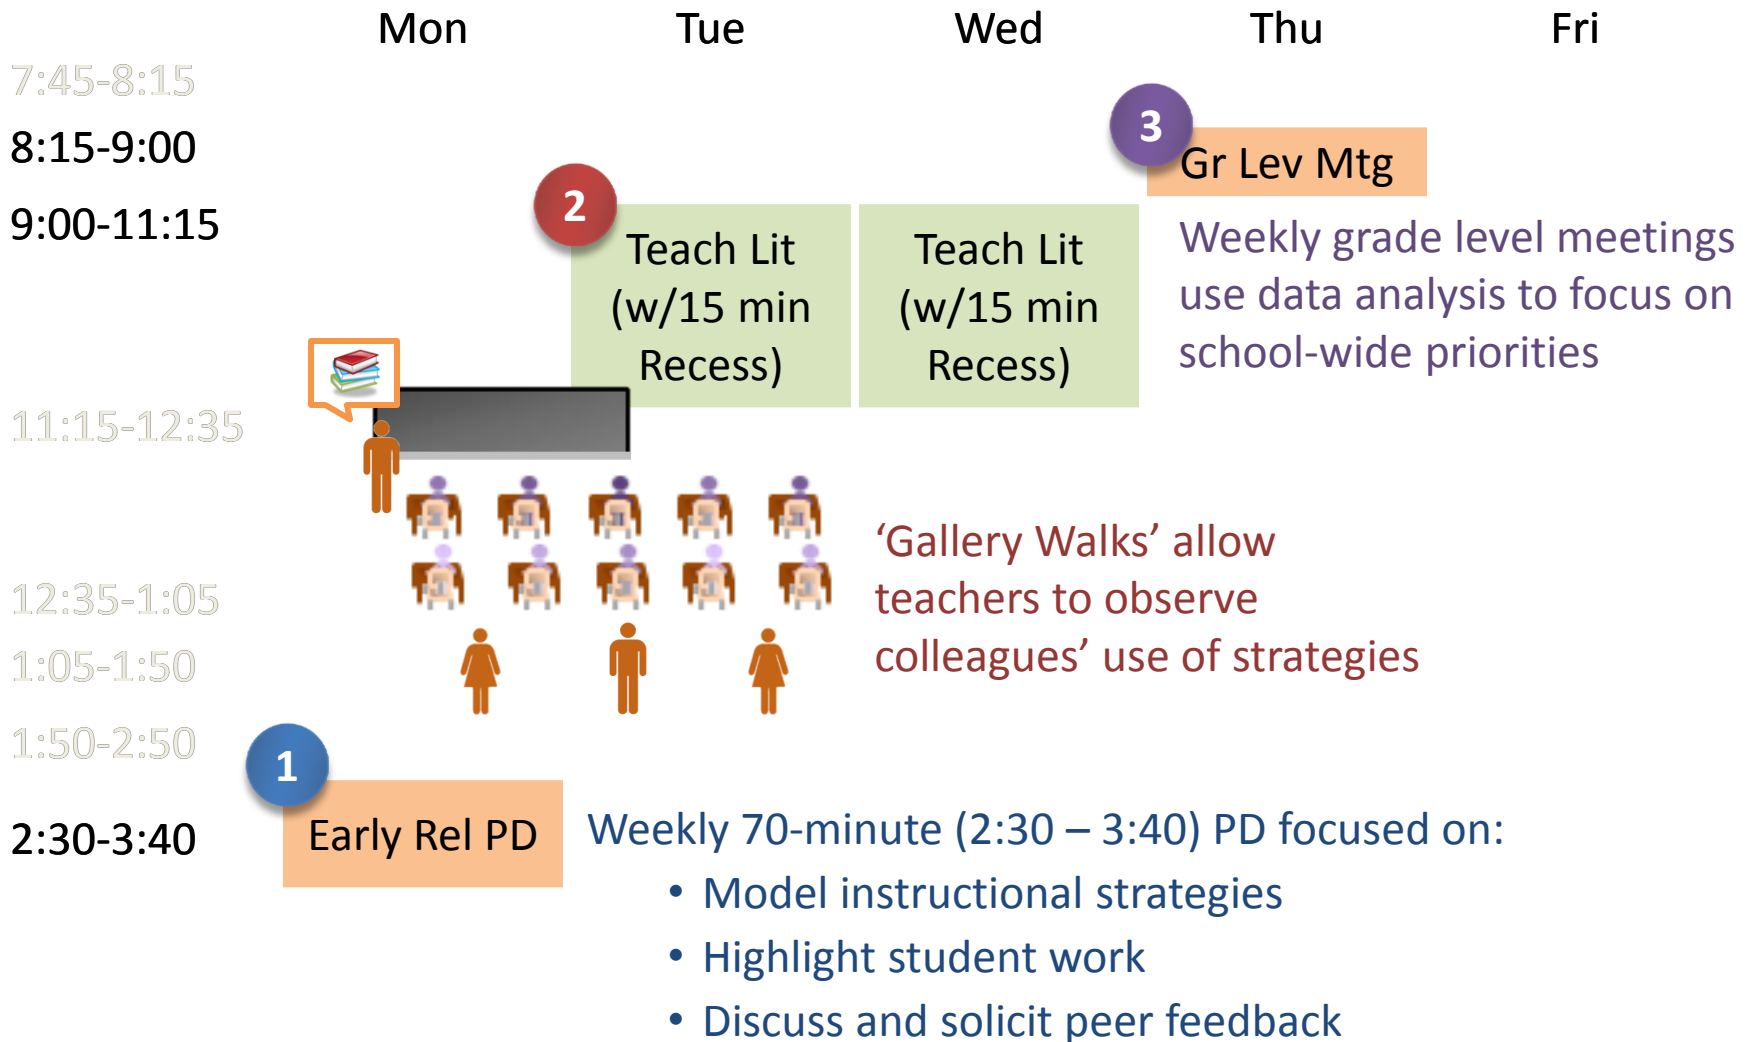 Mon Tue Wed Thu Fri
7:45-8:15
8:15-9:00
3
Gr Lev Mtg
9:00-11:15
2
Teach Lit
(w/15 min
Recess)
Teach Lit
(w/15 min
Recess)
Weekly grade level meetings
use data analysis to focus on
school-wide priorities
11:15-12:35
‘Gallery Walks’ allow
teachers to observe
colleagues’ use of strategies
12:35-1:05
1:05-1:50
1:50-2:50
1
2:30-3:40
Early Rel PD
Weekly 70-minute (2:30 – 3:40) PD focused on:
• Model instructional strategies
• Highlight student work
• Discuss and solicit peer feedback